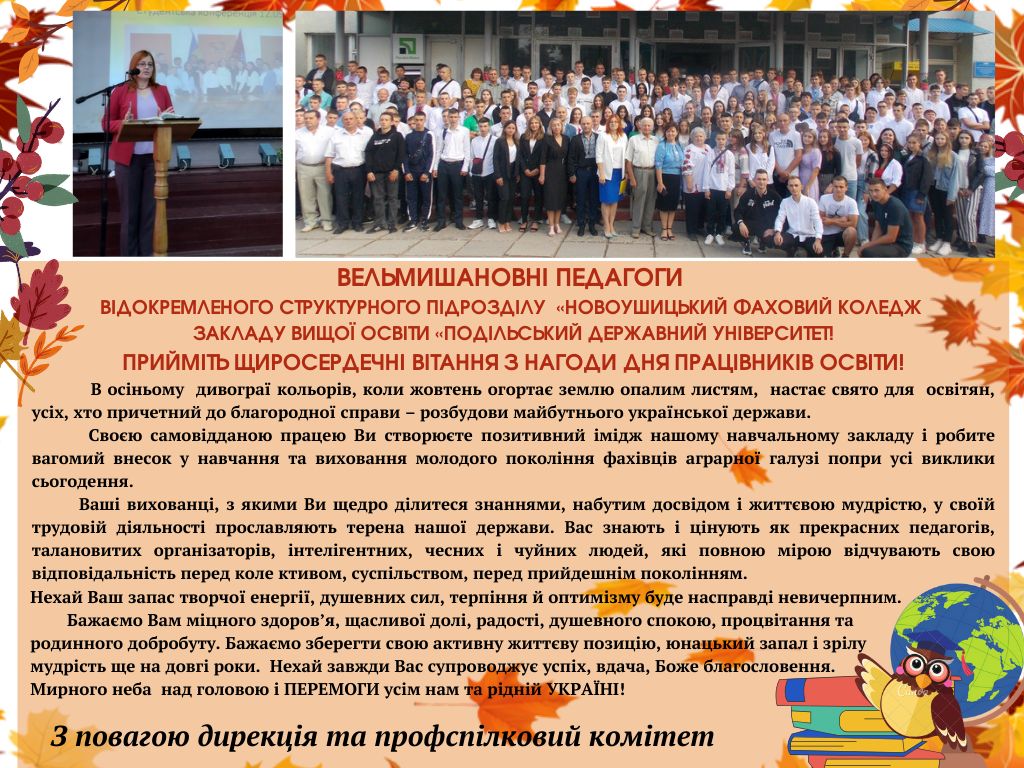 Студентська конференція 12.09
ВЕЛЬМИШАНОВНІ ПЕДАГОГИ
ВІДОКРЕМЛЕНОГО СТРУКТУРНОГО ПІДРОЗДІЛУ «НОВОУШИЦЬКИЙ ФАХОВИЙ КОЛЕДЖ
ЗАКЛАДУ ВИЩОЇ ОСВІТИ «ПОДІЛЬСЬКИЙ ДЕРЖАВНИЙ УНІВЕРСИТЕТ!
ПРИЙМІТЬ ЩИРОСЕРДЕЧНІ ВІТАННЯ З НАГОДИ ДНЯ ПРАЦІВНИКІВ ОСВІТИ!
В осіньому дивограї кольорів, коли жовтень огортає землю опалим листям, настає свято для освітян,
усіх, хто причетний до благородної справи – розбудови майбутнього української держави.
Своєю самовідданою працею Ви створюєте позитивний імідж нашому навчальному закладу і робите
вагомий внесок у навчання та виховання молодого покоління фахівців аграрної галузі попри усі виклики
сьогодення.
Ваші вихованці, з якими Ви щедро ділитеся знаннями, набутим досвідом і життєвою мудрістю, у своїй
трудовій діяльності прославляють терена нашої держави. Вас знають і цінують як прекрасних педагогів,
талановитих організаторів, інтелігентних, чесних і чуйних людей, які повною мірою відчувають свою
відповідальність перед коле ктивом, суспільством, перед прийдешнім поколінням.
Нехай Ваш запас творчої енергії, душевних сил, терпіння й оптимізму буде насправді невичерпним.
Бажаємо Вам міцного здоров’я, щасливої долі, радості, душевного спокою, процвітання та
родинного добробуту. Бажаємо зберегти свою активну життєву позицію, юнацький запал і зрілу
мудрість ще на довгі роки. Нехай завжди Вас супроводжує успіх, вдача, Боже благословення.
Мирного неба над головою і ПЕРЕМОГИ усім нам та рідній УКРАЇНІ!
Canva
З повагою дирекція та профспілковий комітет